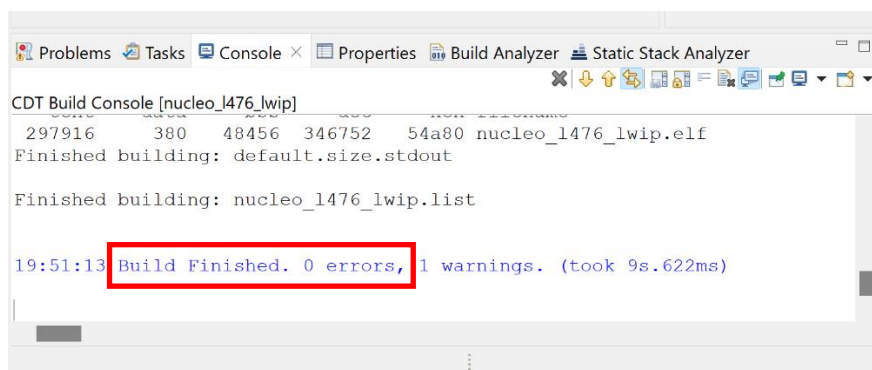 Problems Tasks Console × Properties Build Analyzer Static Stack Analyzer
CDT Build Console [nucleo_l476_lwip]
297916 380 48456 346752 54a80 nucleo_l476_lwip.elf
Finished building: default.size.stdout
Finished building: nucleo_l476_lwip.list
19:51:13 Build Finished. 0 errors, 1 warnings. (took 9s.622ms)